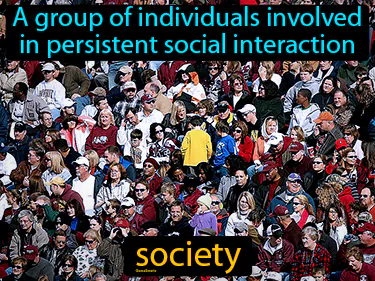 A group of individuals involved
in persistent social interaction
society